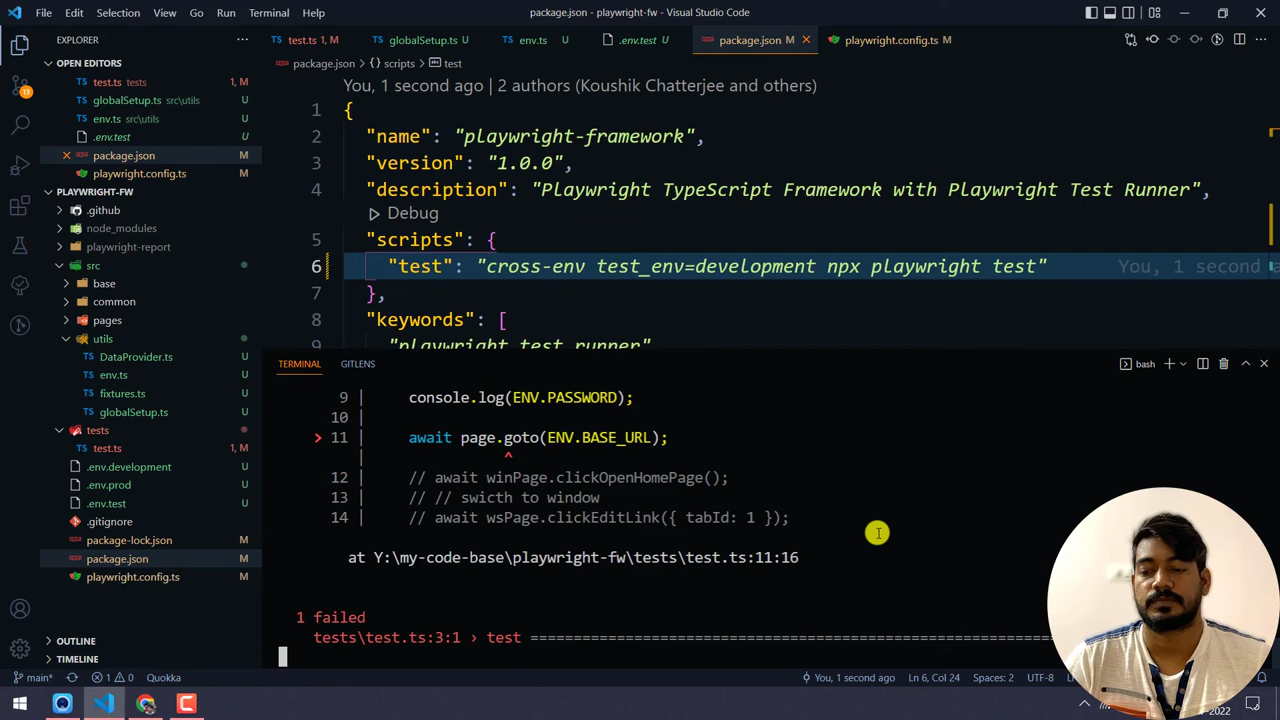 File Edit Selection View Go Run Terminal Help
package.json - playwright-fw - Visual Studio Code
EXPLORER
OPEN EDITORS
TS test.ts tests 1, M
TS globalSetup.ts src\utils U
TS env.ts src\utils U
.env.test U
package.json M
playwright.config.ts M
PLAYWRIGHT-FW
.github
node_modules
playwright-report
src
base
common
pages
utils
TS DataProvider.ts U
TS env.ts U
TS fixtures.ts U
TS globalSetup.ts U
tests
TS test.ts 1, M
.env.development U
.env.prod U
.env.test U
.gitignore
package-lock.json M
package.json M
playwright.config.ts M
OUTLINE
TIMELINE
TS test.ts 1, M
TS globalSetup.ts U
TS env.ts U
.env.test U
package.json M
playwright.config.ts M
package.json > {} scripts > test
You, 1 second ago | 2 authors (Koushik Chatterjee and others)
1 {
2 "name": "playwright-framework",
3 "version": "1.0.0",
4 "description": "Playwright TypeScript Framework with Playwright Test Runner",
Debug
5 "scripts": {
6 "test": "cross-env test_env=development npx playwright test" You, 1 second a
7 },
8 "keywords": [
9 "playwright test runner"
TERMINAL GITLENS
bash
9 | console.log(ENV.PASSWORD);
10 |
> 11 | await page.goto(ENV.BASE_URL);
| ^
12 | // await winPage.clickOpenHomePage();
13 | // // swicth to window
14 | // await wsPage.clickEditLink({ tabId: 1 });
at Y:\my-code-base\playwright-fw\tests\test.ts:11:16
1 failed
tests\test.ts:3:1 › test ================================================
13
main* 1 0 Quokka
You, 1 second ago Ln 6, Col 24 Spaces: 2 UTF-8
2022